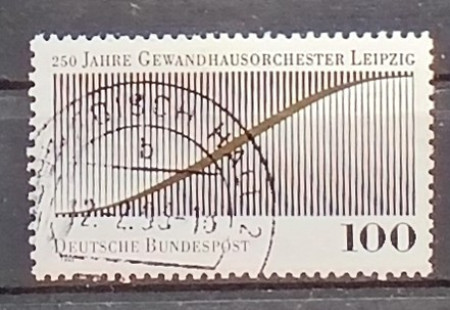 250 JAHRE GEWANDHAUSORCHESTER LEIPZIG
b
DEUTSCHE BUNDESPOST
100